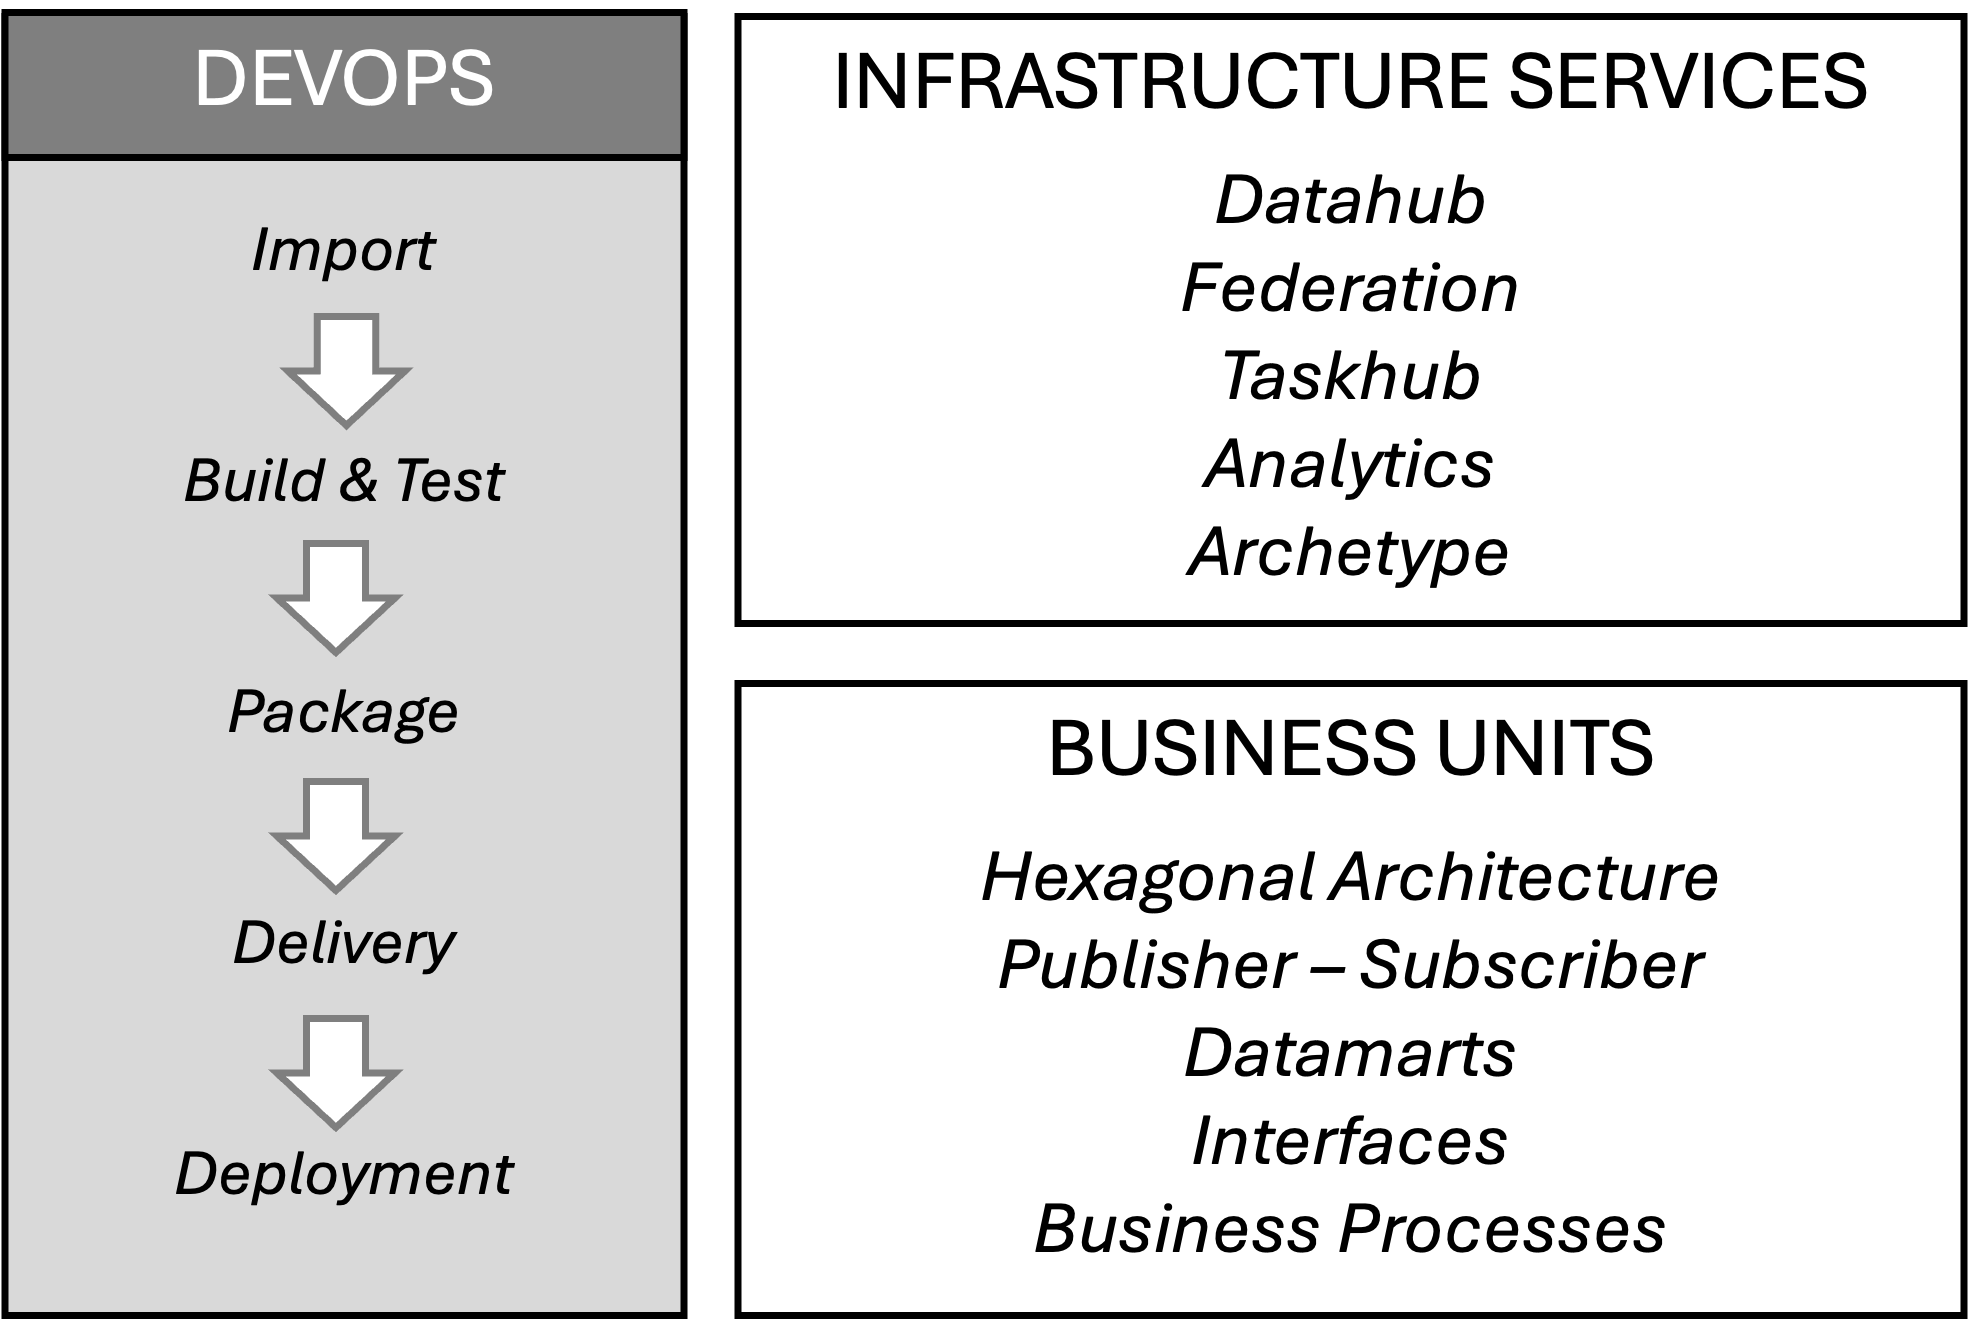 DEVOPS
Import
Build & Test
Package
Delivery
Deployment
INFRASTRUCTURE SERVICES
Datahub
Federation
Taskhub
Analytics
Archetype
BUSINESS UNITS
Hexagonal Architecture
Publisher – Subscriber
Datamarts
Interfaces
Business Processes